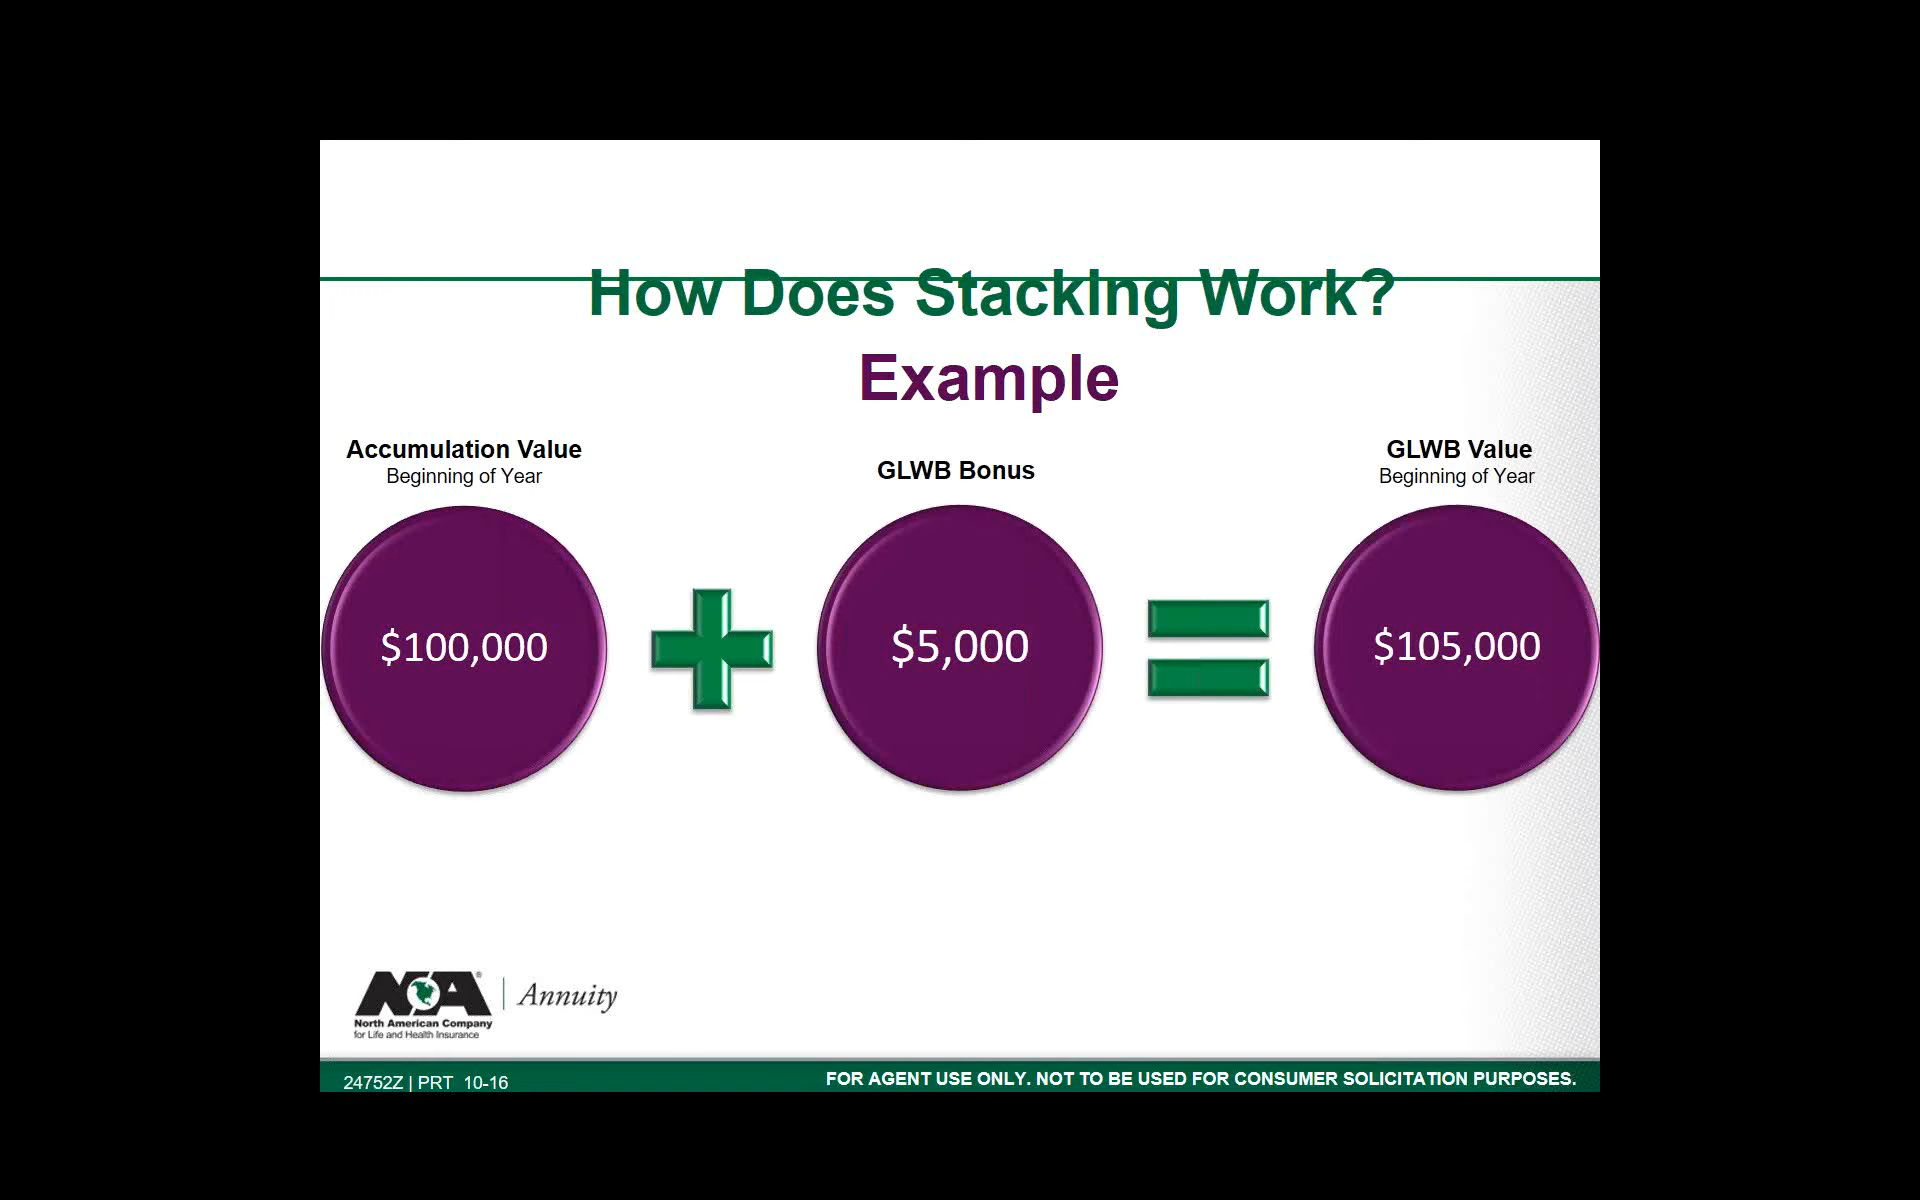 How Does Stacking Work?
Example
Accumulation Value
Beginning of Year
GLWB Bonus
GLWB Value
Beginning of Year
$100,000
$5,000
$105,000
NA®
Annuity
North American Company
for Life and Health Insurance
24752Z | PRT 10-16
FOR AGENT USE ONLY. NOT TO BE USED FOR CONSUMER SOLICITATION PURPOSES.